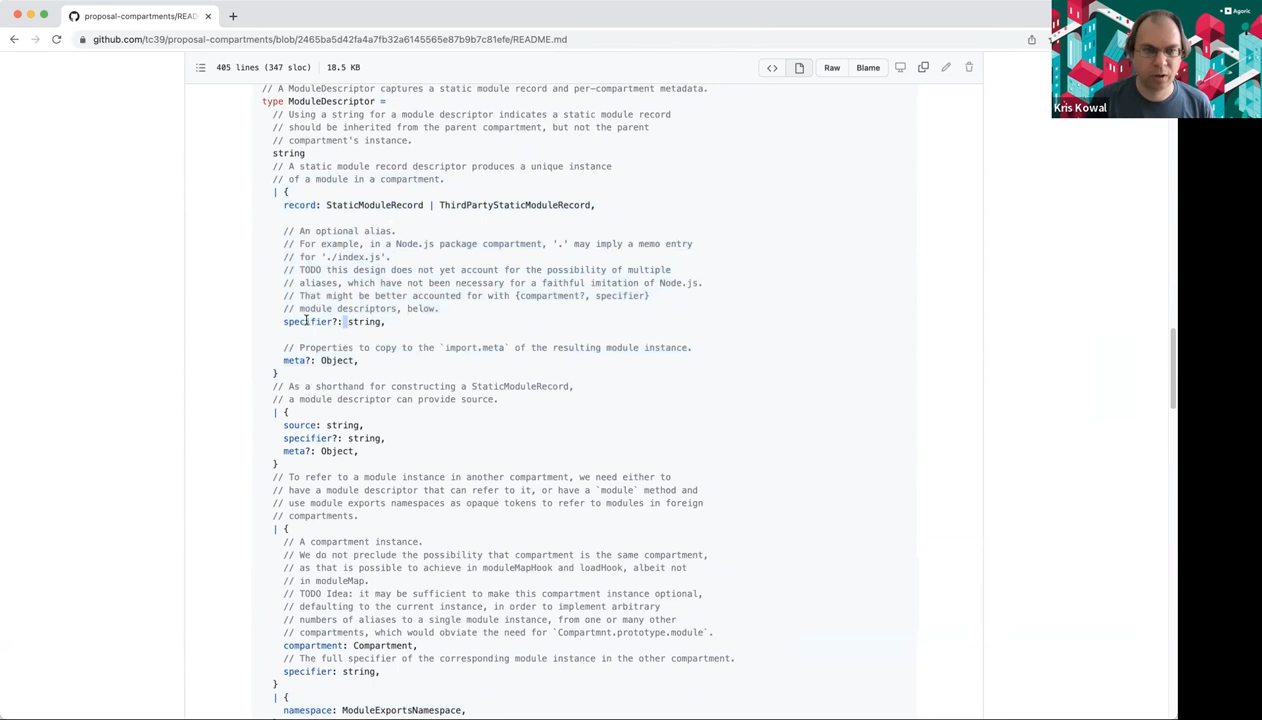 proposal-compartments/READ
github.com/tc39/proposal-compartments/blob/2465ba5d42fa4a7fb32a6145565e87b9b7c81efe/README.md
Agoric
Kris Kowal
405 lines (347 sloc) 18.5 KB
Raw
Blame
// A ModuleDescriptor captures a static module record and per-compartment metadata.
type ModuleDescriptor =
// Using a string for a module descriptor indicates a static module record
// should be inherited from the parent compartment, but not the parent
// compartment's instance.
string
// A static module record descriptor produces a unique instance
// of a module in a compartment.
| {
record: StaticModuleRecord | ThirdPartyStaticModuleRecord,
// An optional alias.
// For example, in a Node.js package compartment, '.' may imply a memo entry
// for './index.js'.
// TODO this design does not yet account for the possibility of multiple
// aliases, which have not been necessary for a faithful imitation of Node.js.
// That might be better accounted for with {compartment?, specifier}
// module descriptors, below.
specifier?: string,
// Properties to copy to the `import.meta` of the resulting module instance.
meta?: Object,
}
// As a shorthand for constructing a StaticModuleRecord,
// a module descriptor can provide source.
| {
source: string,
specifier?: string,
meta?: Object,
}
// To refer to a module instance in another compartment, we need either to
// have a module descriptor that can refer to it, or have a `module` method and
// use module exports namespaces as opaque tokens to refer to modules in foreign
// compartments.
| {
// A compartment instance.
// We do not preclude the possibility that compartment is the same compartment,
// as that is possible to achieve in moduleMapHook and loadHook, albeit not
// in moduleMap.
// TODO Idea: it may be sufficient to make this compartment instance optional,
// defaulting to the current instance, in order to implement arbitrary
// numbers of aliases to a single module instance, from one or many other
// compartments, which would obviate the need for `Compartmnt.prototype.module`.
compartment: Compartment,
// The full specifier of the corresponding module instance in the other compartment.
specifier: string,
}
| {
namespace: ModuleExportsNamespace,